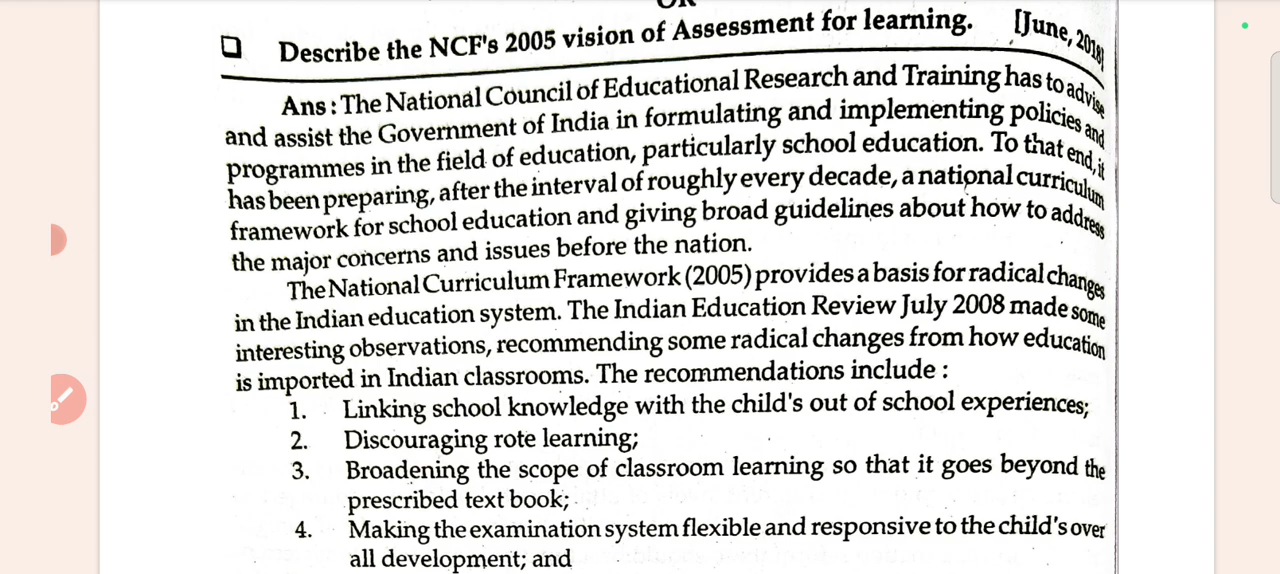 OR
❑ Describe the NCF's 2005 vision of Assessment for learning. [June, 2018]
Ans : The National Council of Educational Research and Training has to advise
and assist the Government of India in formulating and implementing policies and
programmes in the field of education, particularly school education. To that end, it
has been preparing, after the interval of roughly every decade, a national curriculum
framework for school education and giving broad guidelines about how to address
the major concerns and issues before the nation.
The National Curriculum Framework (2005) provides a basis for radical changes
in the Indian education system. The Indian Education Review July 2008 made some
interesting observations, recommending some radical changes from how education
is imported in Indian classrooms. The recommendations include :
1. Linking school knowledge with the child's out of school experiences;
2. Discouraging rote learning;
3. Broadening the scope of classroom learning so that it goes beyond the
prescribed text book;
4. Making the examination system flexible and responsive to the child's over
all development; and